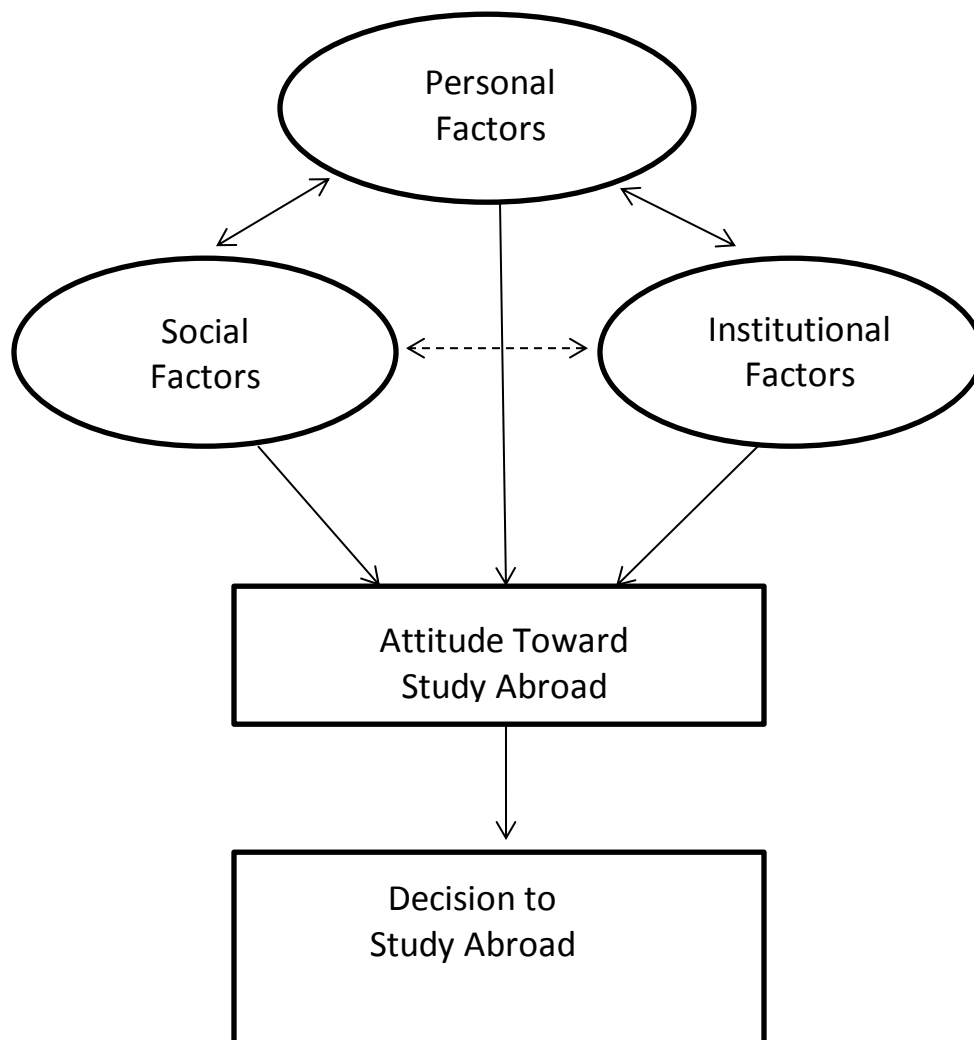 Personal
Factors
Social
Factors
Institutional
Factors
Attitude Toward
Study Abroad
Decision to
Study Abroad